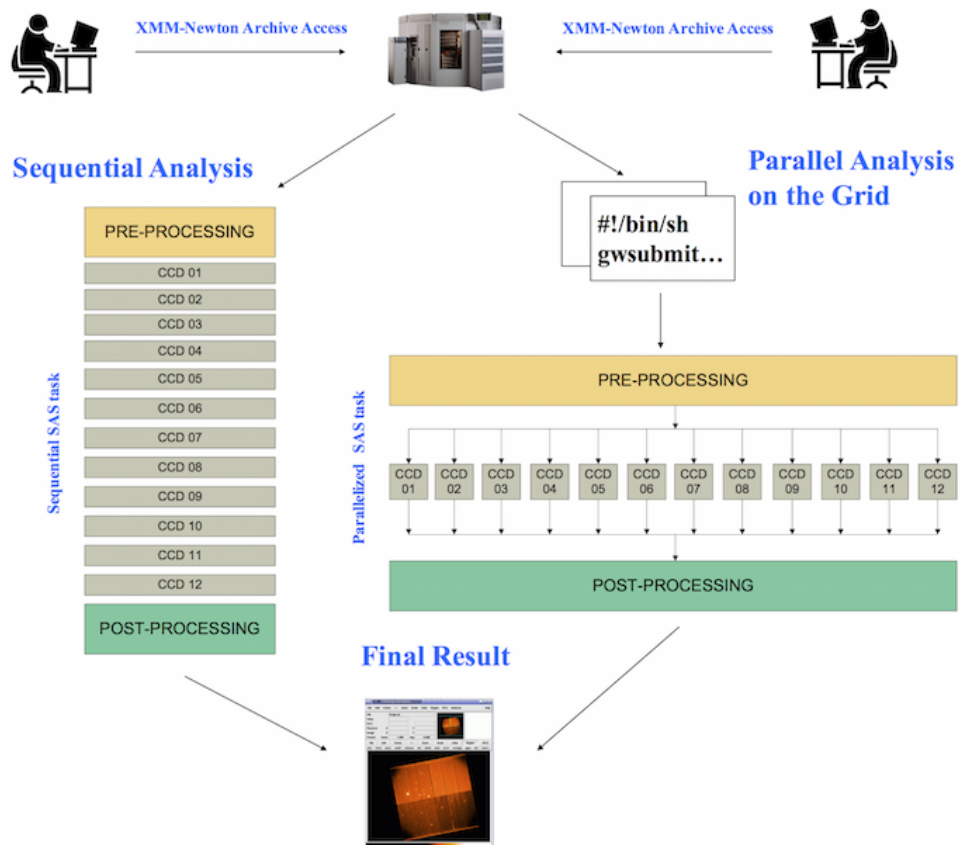 XMM-Newton Archive Access
XMM-Newton Archive Access
Sequential Analysis
Parallel Analysis
on the Grid
#!/bin/sh
gwsubmit...
Sequential SAS task
PRE-PROCESSING
CCD 01
CCD 02
CCD 03
CCD 04
CCD 05
CCD 06
CCD 07
CCD 08
CCD 09
CCD 10
CCD 11
CCD 12
POST-PROCESSING
Parallelized SAS task
PRE-PROCESSING
CCD
01
CCD
02
CCD
03
CCD
04
CCD
05
CCD
06
CCD
07
CCD
08
CCD
09
CCD
10
CCD
11
CCD
12
POST-PROCESSING
Final Result